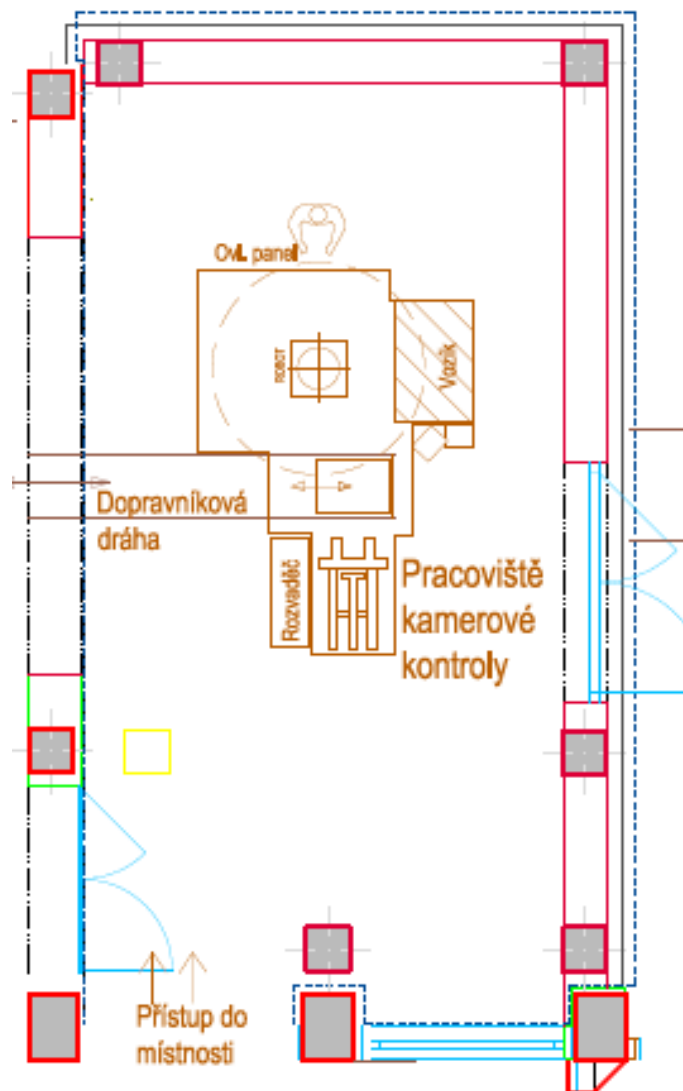 Ovl. panel
ROBOT
Vozík
Dopravníková
dráha
Rozvaděč
Pracoviště
kamerové
kontroly
Přístup do
místnosti